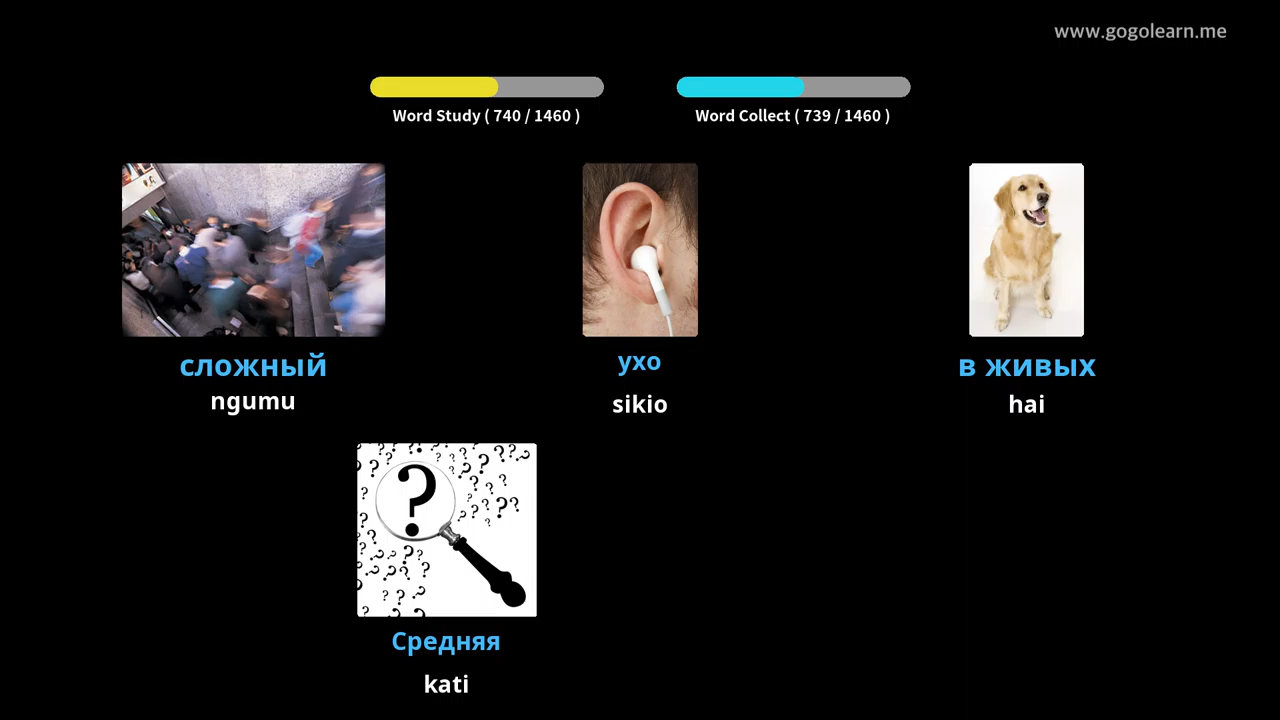 www.gogolearn.me
Word Study ( 740 / 1460 )
Word Collect ( 739 / 1460 )
сложный
ngumu
ухо
sikio
в живых
hai
Средняя
kati